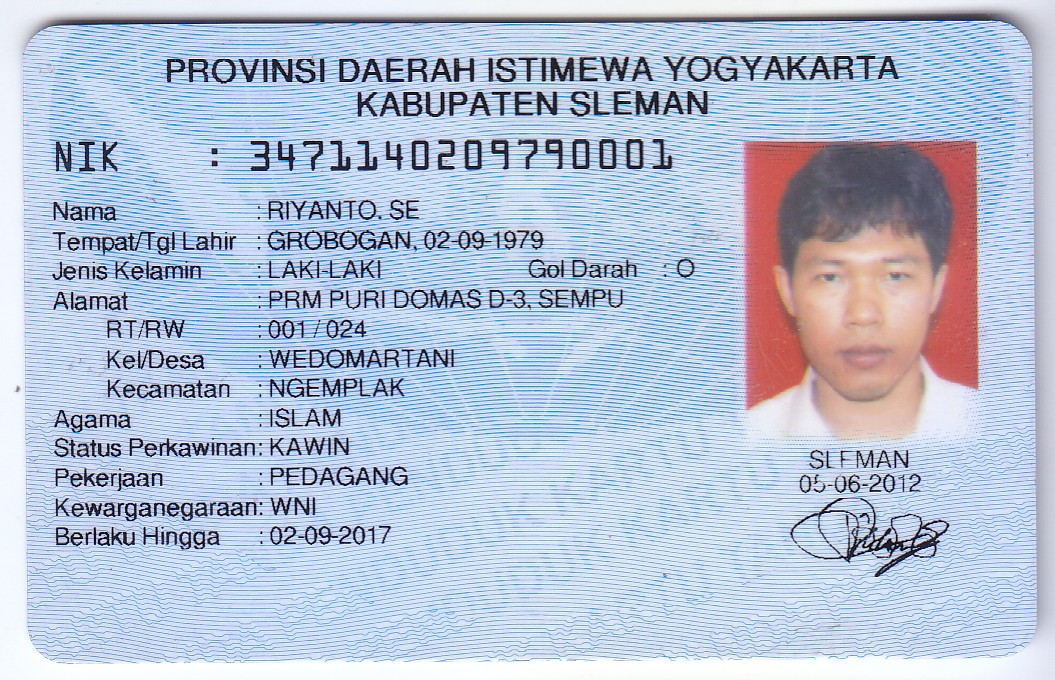 PROVINSI DAERAH ISTIMEWA YOGYAKARTA
KABUPATEN SLEMAN
NIK : 3471140209790001
Nama : RIYANTO. SE
Tempat/Tgl Lahir : GROBOGAN, 02-09-1979
Jenis Kelamin : LAKI-LAKI Gol Darah : O
Alamat : PRM PURI DOMAS D-3, SEMPU
RT/RW : 001 / 024
Kel/Desa : WEDOMARTANI
Kecamatan : NGEMPLAK
Agama : ISLAM
Status Perkawinan: KAWIN
Pekerjaan : PEDAGANG
Kewarganegaraan: WNI
Berlaku Hingga : 02-09-2017
SLEMAN
05-06-2012